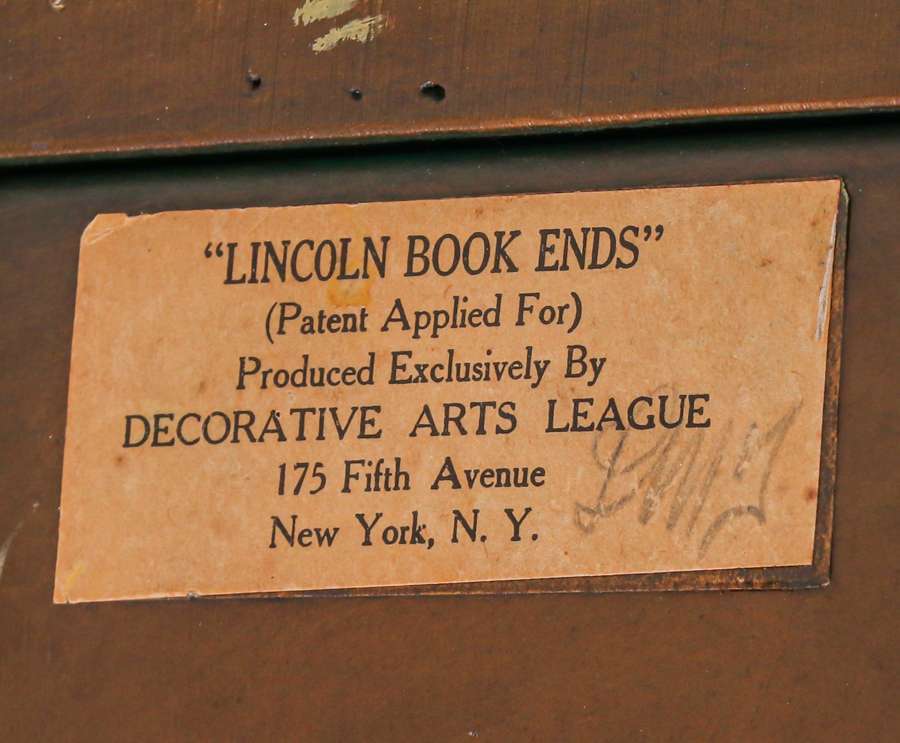 “LINCOLN BOOK ENDS”
(Patent Applied For)
Produced Exclusively By
DECORATIVE ARTS LEAGUE
175 Fifth Avenue
New York, N. Y.